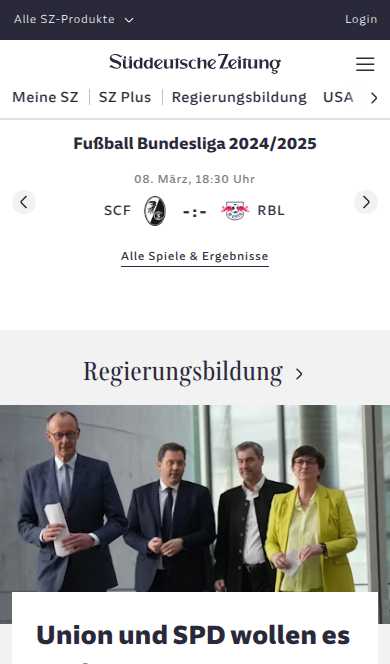 Alle SZ-Produkte
Login
Süddeutsche Zeitung
Meine SZ
SZ Plus
Regierungsbildung
USA
Fußball Bundesliga 2024/2025
08. März, 18:30 Uhr
SCF -:- RBL
Alle Spiele & Ergebnisse
Regierungsbildung
Union und SPD wollen es